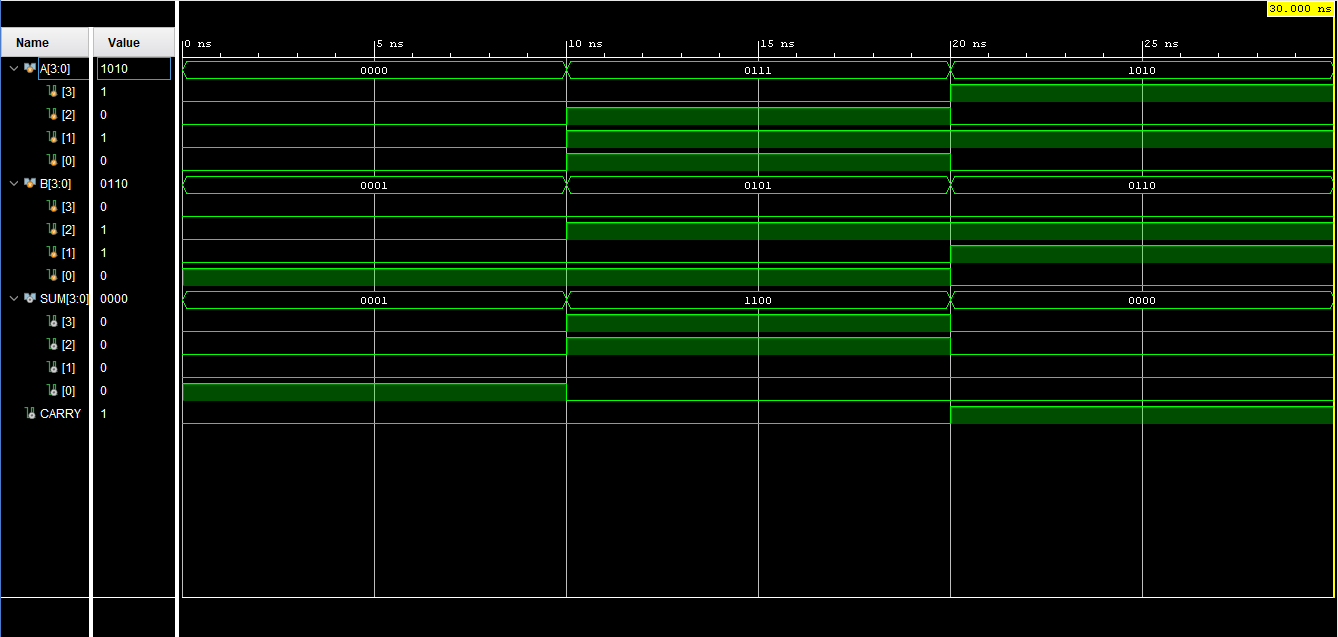 30.000 ns
Name Value
0 ns 5 ns 10 ns 15 ns 20 ns 25 ns
A[3:0] 1010 0000 0111 1010
[3] 1
[2] 0
[1] 1
[0] 0
B[3:0] 0110 0001 0101 0110
[3] 0
[2] 1
[1] 1
[0] 0
SUM[3:0] 0000 0001 1100 0000
[3] 0
[2] 0
[1] 0
[0] 0
CARRY 1